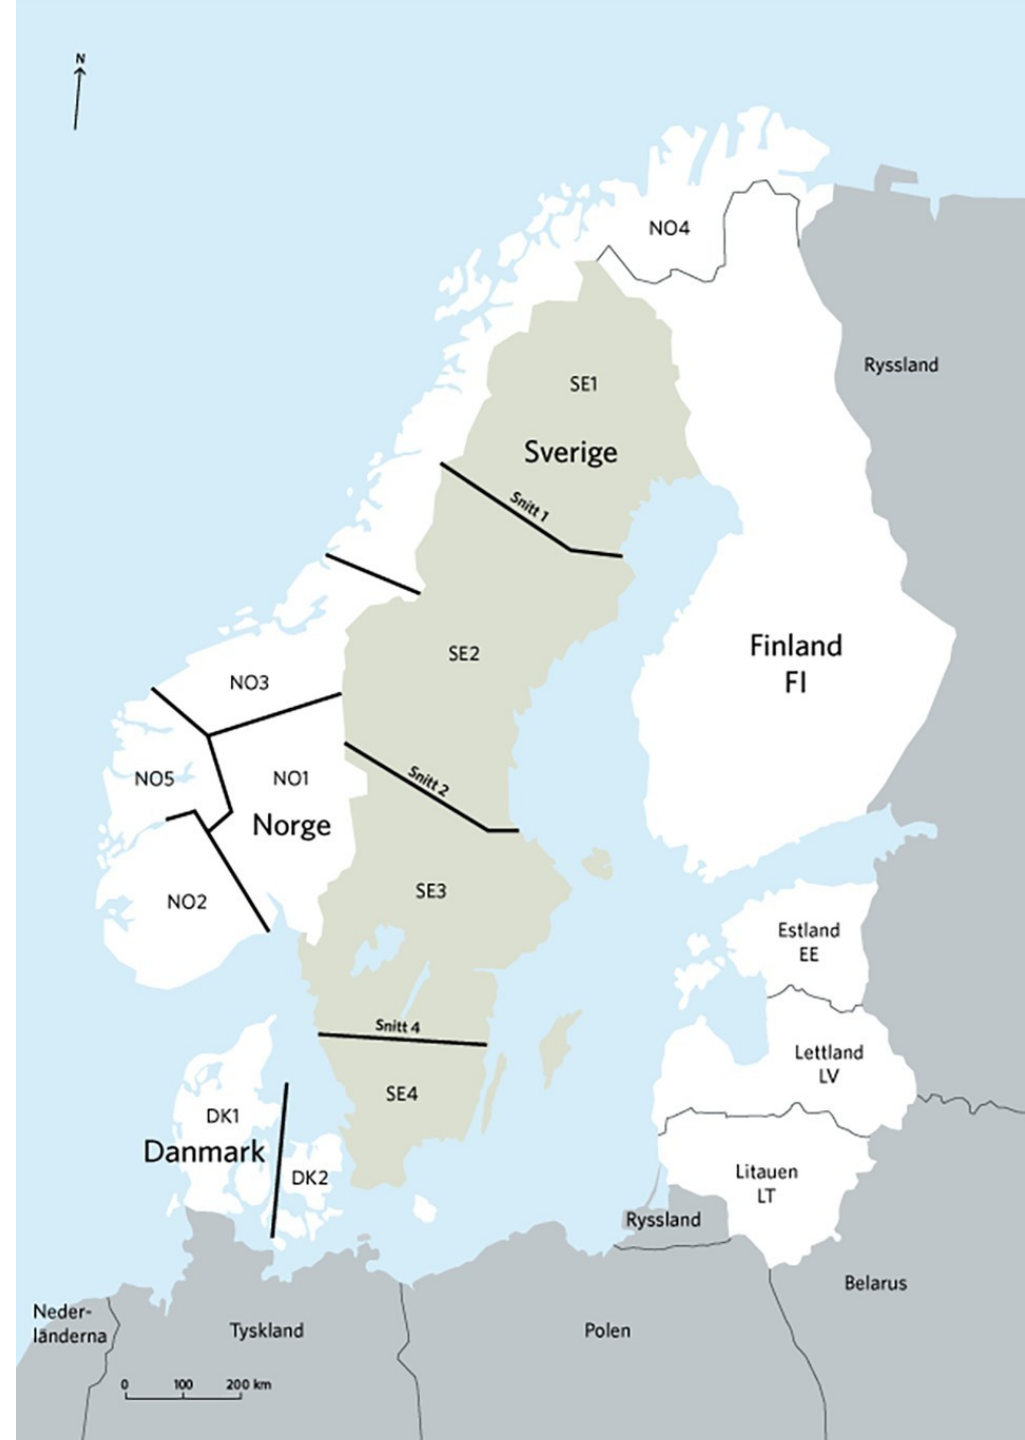 N
NO4
Ryssland
SE1
Sverige
Snitt 1
SE2
Finland
FI
NO3
NO5
NO1
Snitt 2
Norge
SE3
NO2
Estland
EE
Snitt 4
Lettland
LV
SE4
DK1
Danmark
DK2
Litauen
LT
Ryssland
Belarus
Neder-
länderna
Tyskland
Polen
0 100 200 km